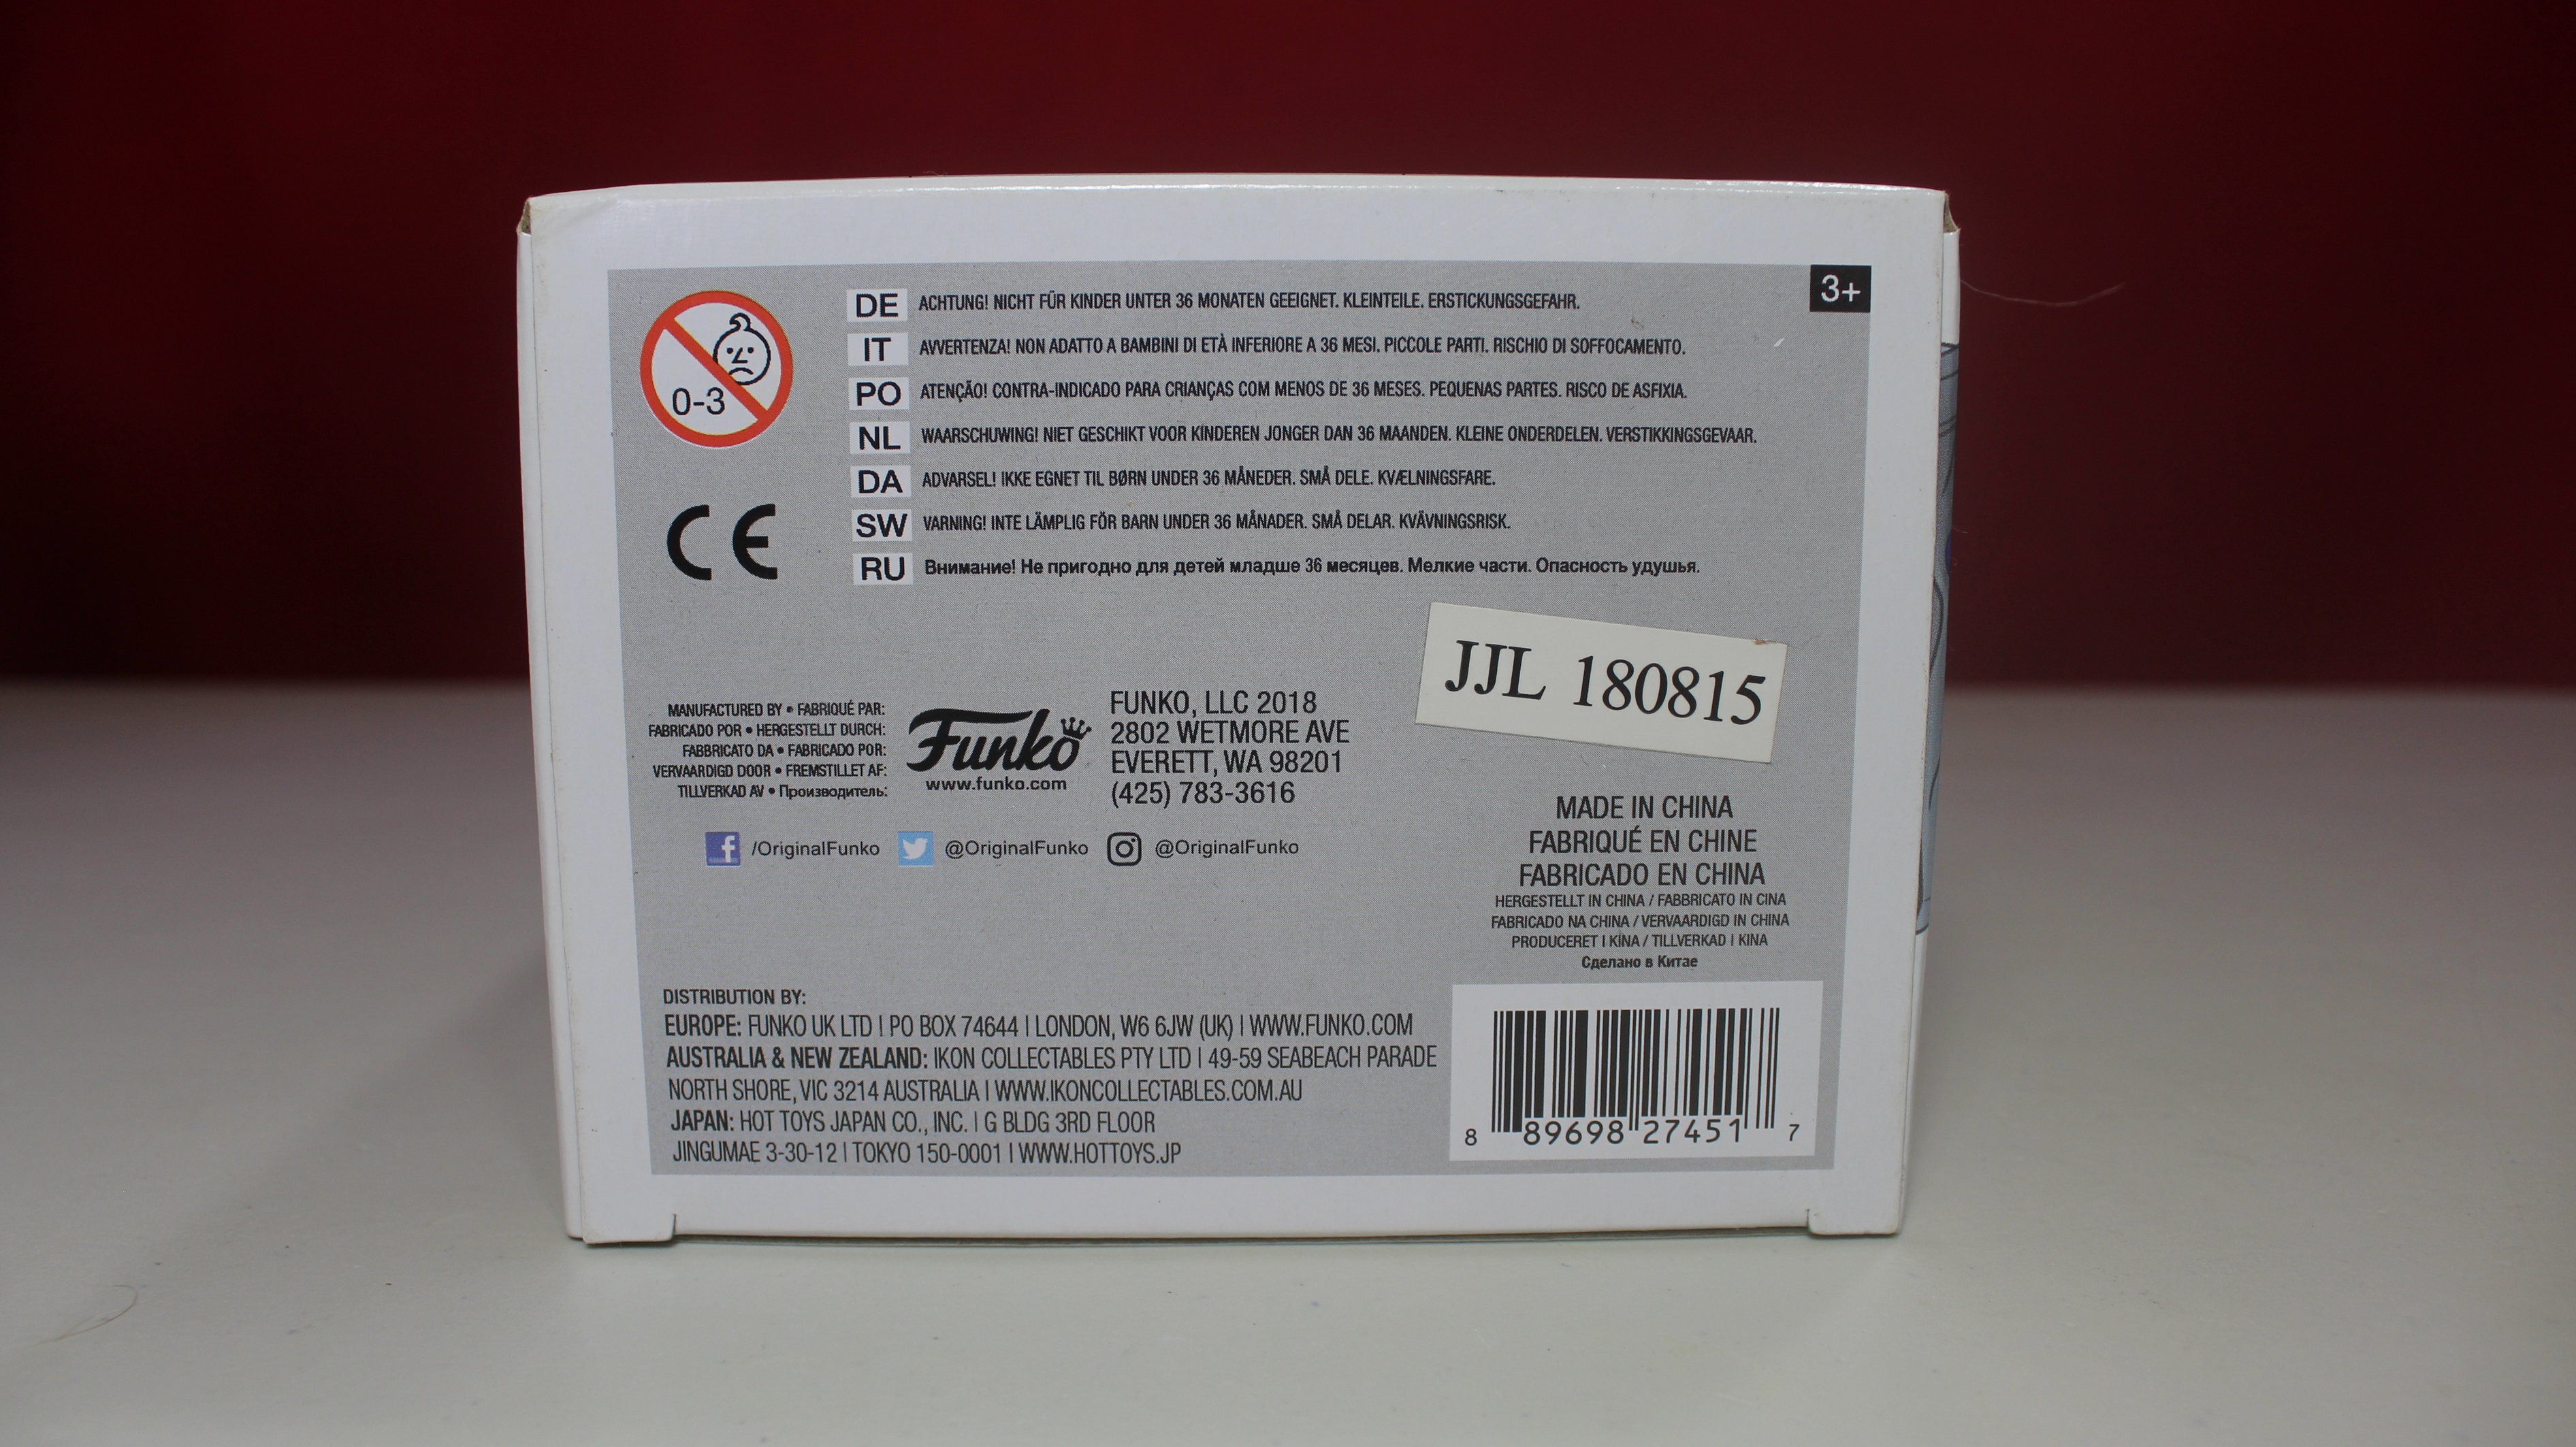 3+
0-3
DE ACHTUNG! NICHT FÜR KINDER UNTER 36 MONATEN GEEIGNET. KLEINTEILE. ERSTICKUNGSGEFAHR.
IT AVVERTENZA! NON ADATTO A BAMBINI DI ETÀ INFERIORE A 36 MESI. PICCOLE PARTI. RISCHIO DI SOFFOCAMENTO.
PO ATENÇÃO! CONTRA-INDICADO PARA CRIANÇAS COM MENOS DE 36 MESES. PEQUENAS PARTES. RISCO DE ASFIXIA.
NL WAARSCHUWING! NIET GESCHIKT VOOR KINDEREN JONGER DAN 36 MAANDEN. KLEINE ONDERDELEN. VERSTIKKINGSGEVAAR.
DA ADVARSEL! IKKE EGNET TIL BØRN UNDER 36 MÅNEDER. SMÅ DELE. KVÆLNINGSFARE.
SW VARNING! INTE LÄMPLIG FÖR BARN UNDER 36 MÅNADER. SMÅ DELAR. KVÄVNINGSRISK.
RU Внимание! Не пригодно для детей младше 36 месяцев. Мелкие части. Опасность удушья.
CE
JJL 180815
MANUFACTURED BY • FABRIQUÉ PAR:
FABRICADO POR • HERGESTELLT DURCH:
FABBRICATO DA • FABRICADO POR:
VERVAARDIGD DOOR • FREMSTILLET AF:
TILLVERKAD AV • Производитель:
Funko
www.funko.com
FUNKO, LLC 2018
2802 WETMORE AVE
EVERETT, WA 98201
(425) 783-3616
/OriginalFunko @OriginalFunko @OriginalFunko
MADE IN CHINA
FABRIQUÉ EN CHINE
FABRICADO EN CHINA
HERGESTELLT IN CHINA / FABBRICATO IN CINA
FABRICADO NA CHINA / VERVAARDIGD IN CHINA
PRODUCERET I KINA / TILLVERKAD I KINA
Сделано в Китае
DISTRIBUTION BY:
EUROPE: FUNKO UK LTD | PO BOX 74644 | LONDON, W6 6JW (UK) | WWW.FUNKO.COM
AUSTRALIA & NEW ZEALAND: IKON COLLECTABLES PTY LTD | 49-59 SEABEACH PARADE
NORTH SHORE, VIC 3214 AUSTRALIA | WWW.IKONCOLLECTABLES.COM.AU
JAPAN: HOT TOYS JAPAN CO., INC. | G BLDG 3RD FLOOR
JINGUMAE 3-30-12 | TOKYO 150-0001 | WWW.HOTTOYS.JP
8 89698 27451 7